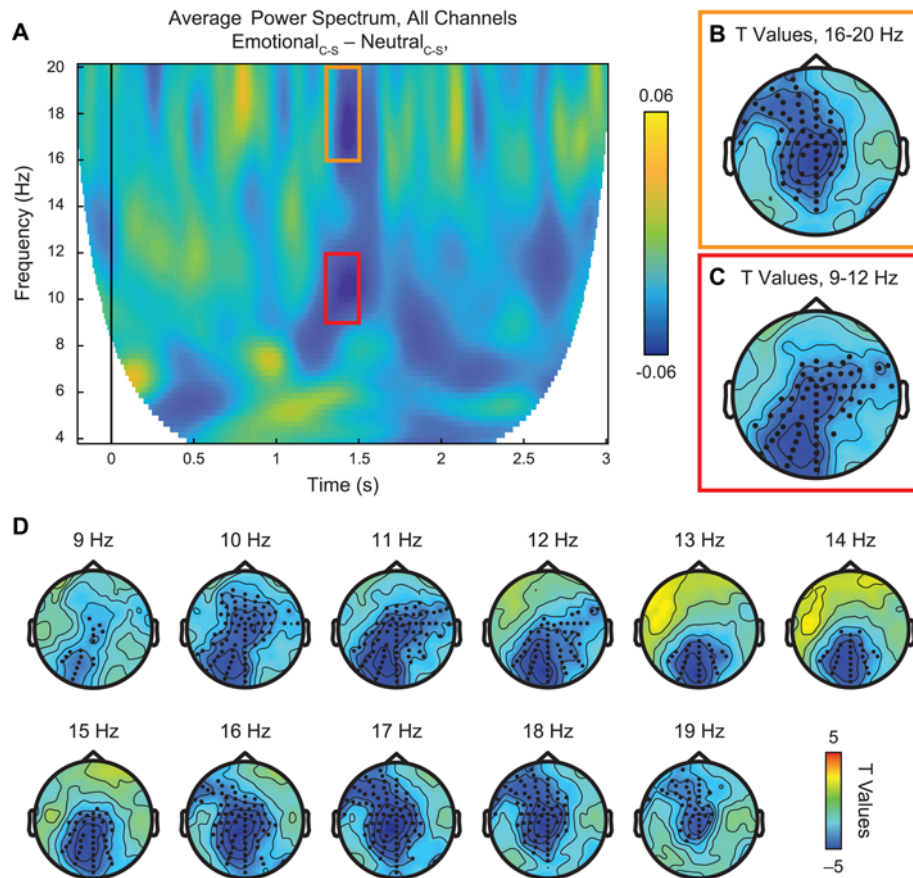 A
Average Power Spectrum, All Channels
Emotional C-S – Neutral C-S,
Frequency (Hz)
20
18
16
14
12
10
8
6
4
0
0.5
1
1.5
2
2.5
3
Time (s)
0.06
-0.06
B
T Values, 16-20 Hz
C
T Values, 9-12 Hz
D
9 Hz
10 Hz
11 Hz
12 Hz
13 Hz
14 Hz
15 Hz
16 Hz
17 Hz
18 Hz
19 Hz
5
T Values
–5